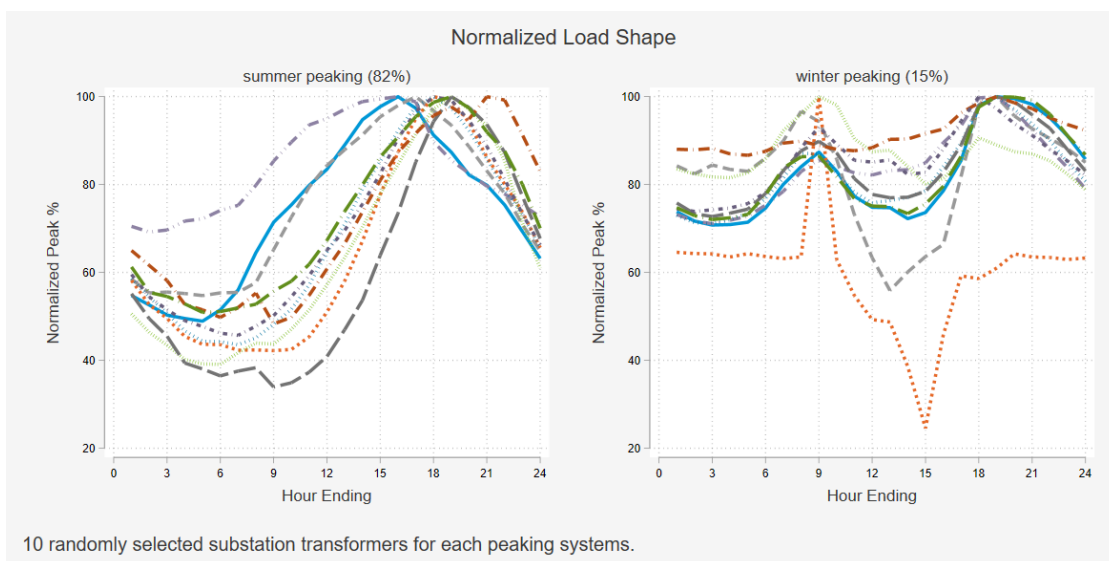 Normalized Load Shape
summer peaking (82%)
100
80
60
40
20
Normalized Peak %
0 3 6 9 12 15 18 21 24
Hour Ending
winter peaking (15%)
100
80
60
40
20
Normalized Peak %
0 3 6 9 12 15 18 21 24
Hour Ending
10 randomly selected substation transformers for each peaking systems.